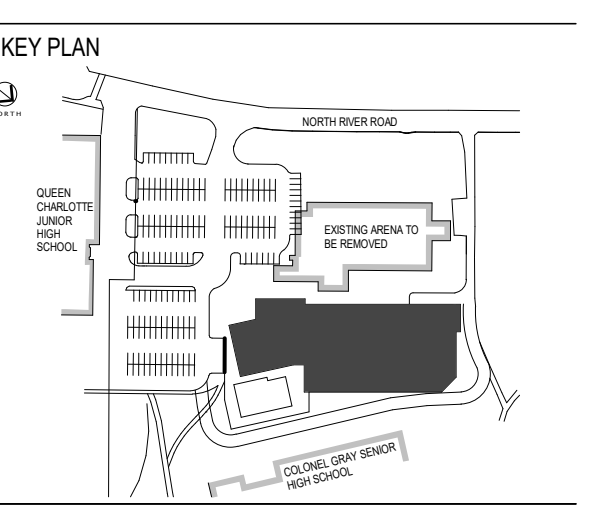 KEY PLAN
NORTH RIVER ROAD
QUEEN
CHARLOTTE
JUNIOR
HIGH
SCHOOL
EXISTING ARENA TO
BE REMOVED
COLONEL GRAY SENIOR
HIGH SCHOOL